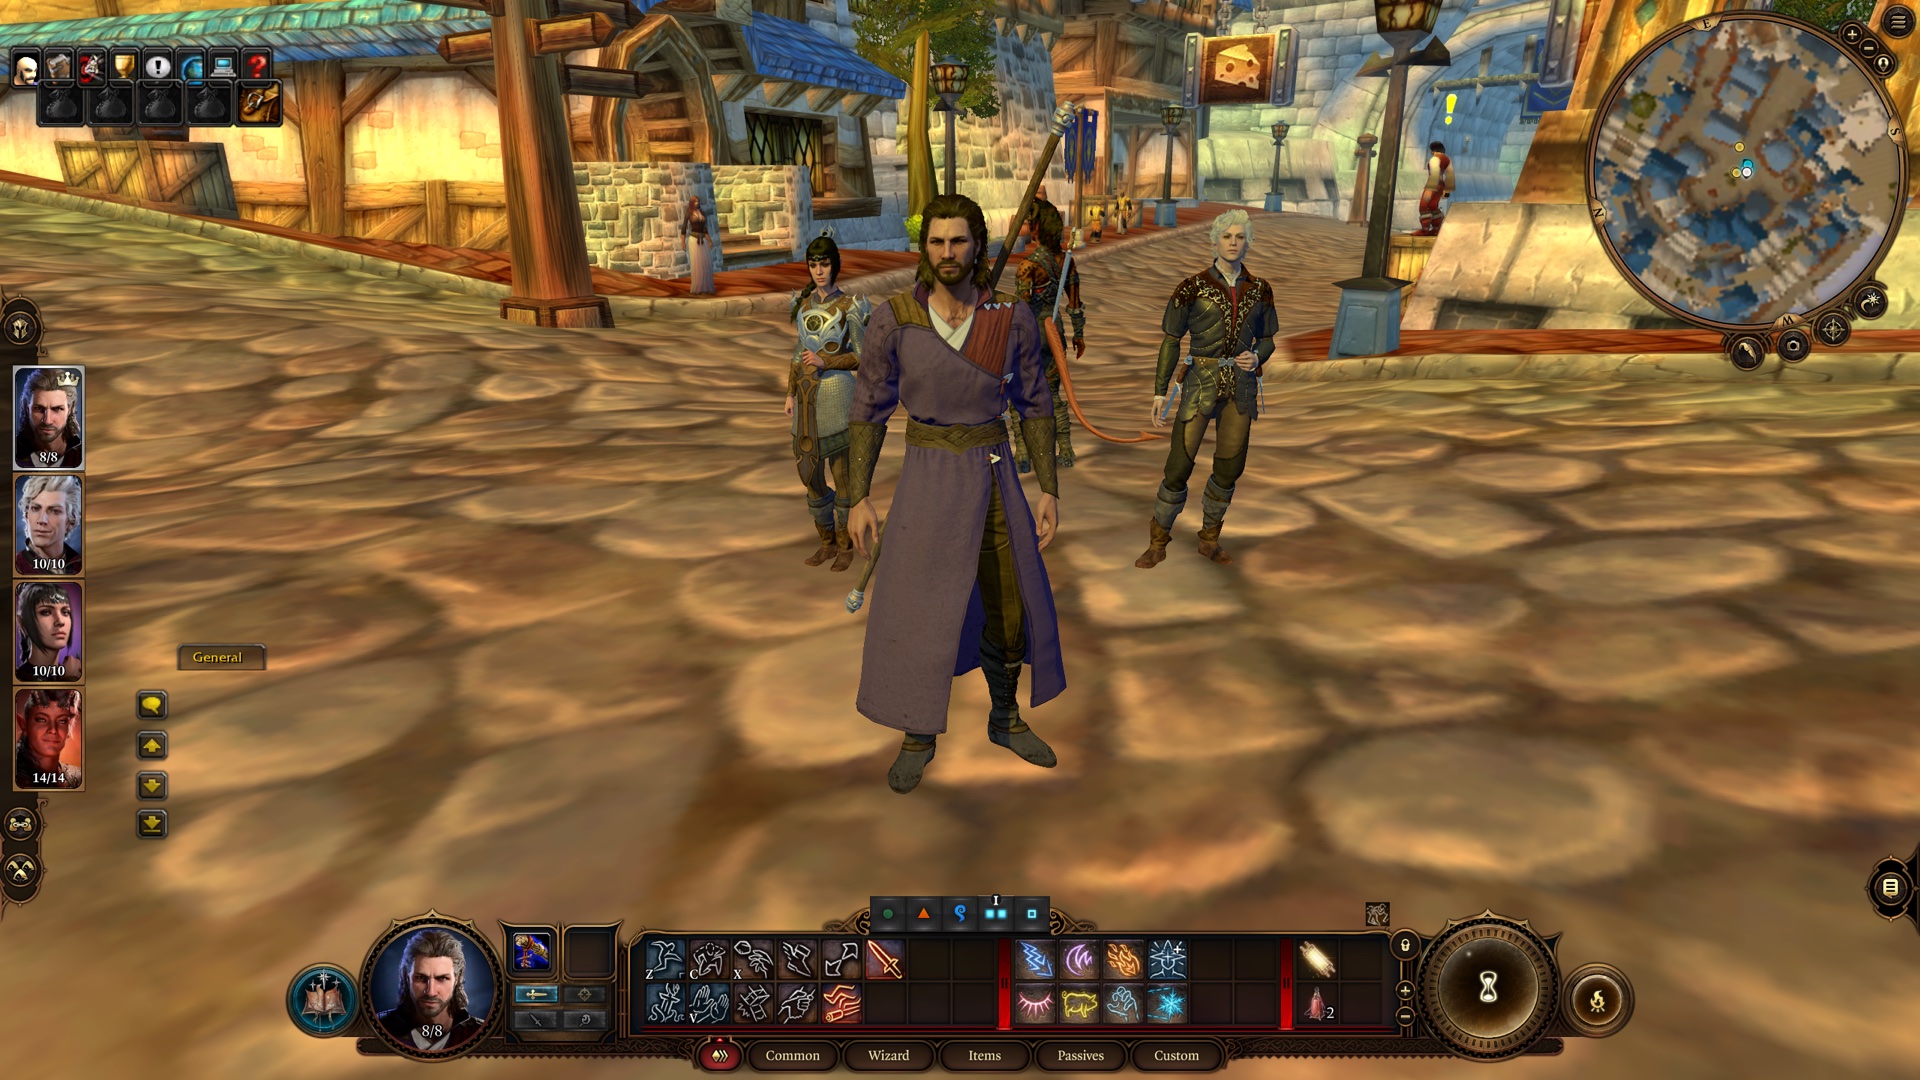 E
S
N
W
8/8
10/10
10/10
14/14
General
I
Z
C
X
V
2
8/8
Common
Wizard
Items
Passives
Custom